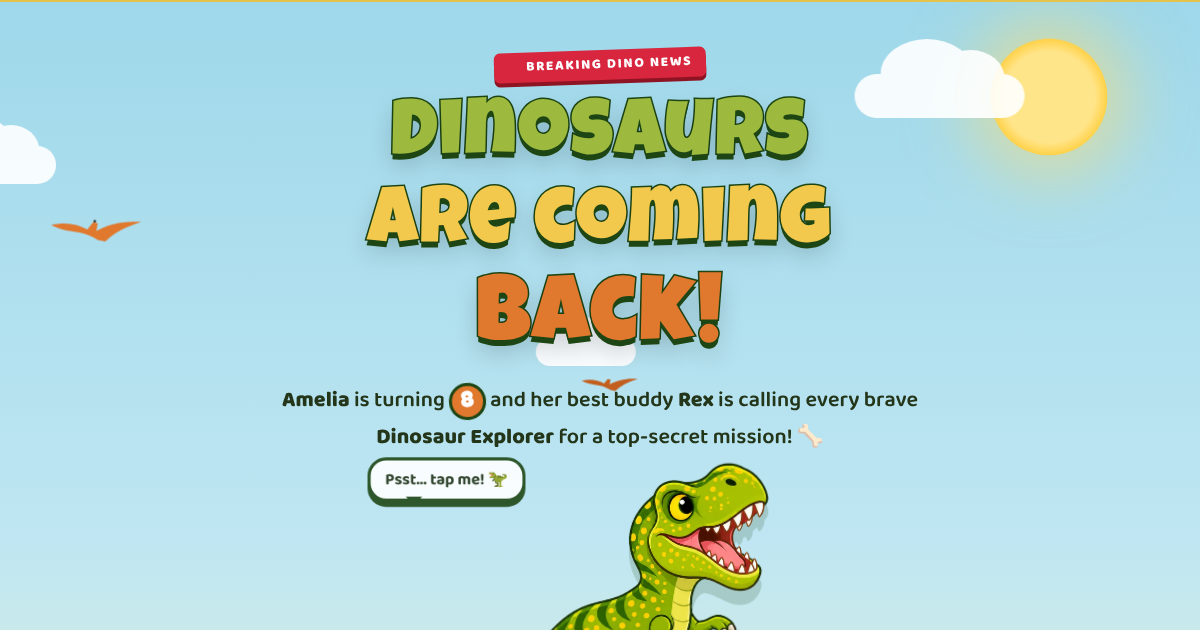 BREAKING DINO NEWS
DINOSAURS
ARE COMING
BACK!
Amelia is turning 8 and her best buddy Rex is calling every brave
Dinosaur Explorer for a top-secret mission! 🦴
Psst... tap me! 🦖